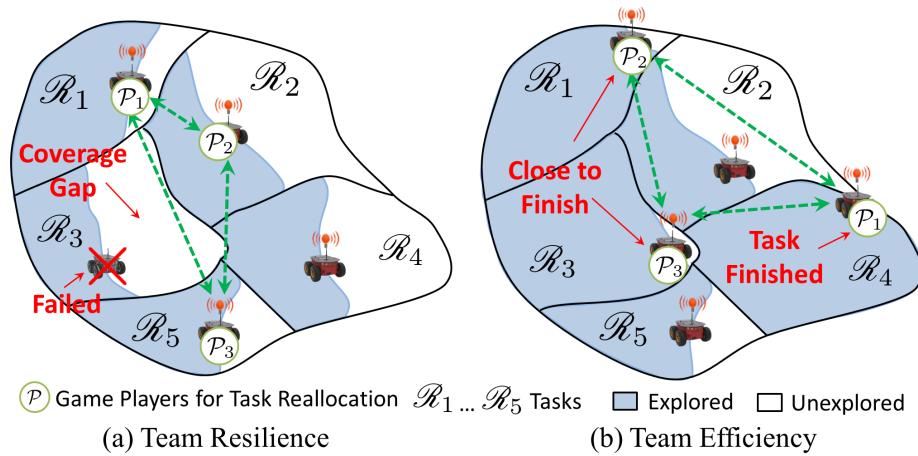 ℛ1
𝒫1
ℛ2
𝒫2
Coverage
Gap
ℛ3
ℛ4
Failed
ℛ5
𝒫3
𝒫2
ℛ1
ℛ2
Close to
Finish
𝒫1
ℛ3
𝒫3
Task
Finished
ℛ4
ℛ5
𝒫 Game Players for Task Reallocation ℛ1 ... ℛ5 Tasks Explored Unexplored
(a) Team Resilience (b) Team Efficiency